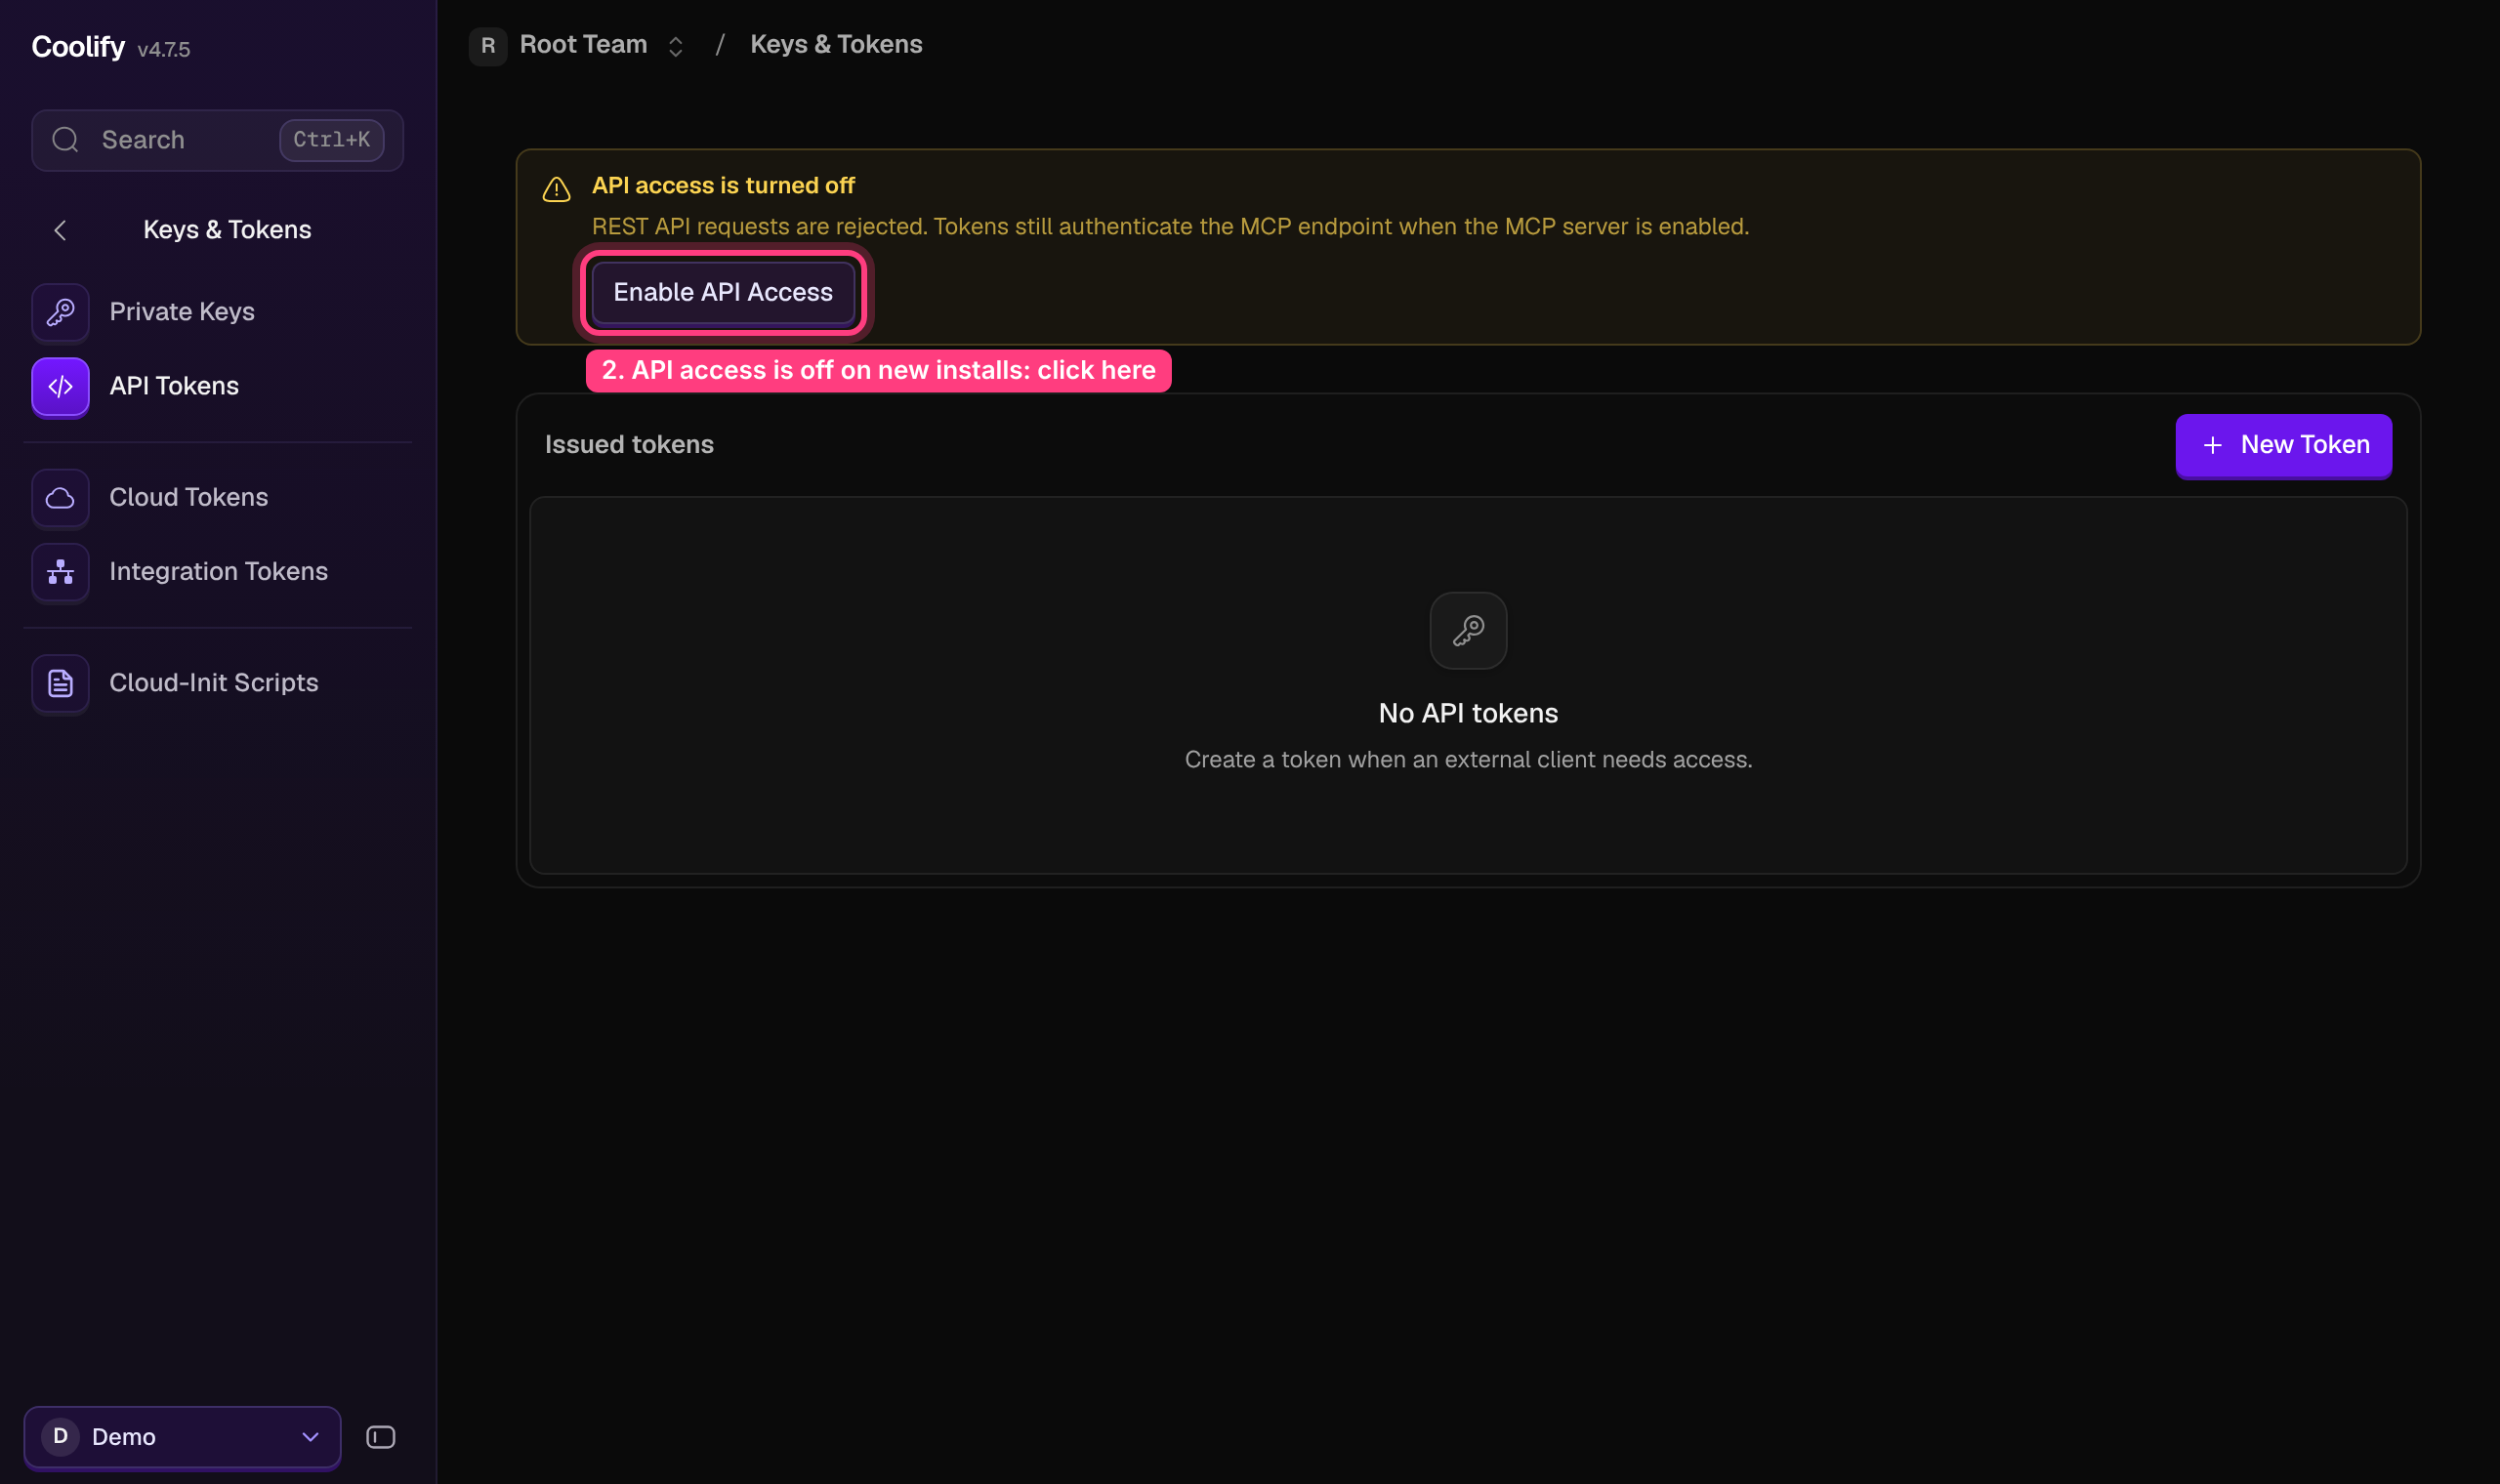 Coolify v4.7.5
Search Ctrl+K
Keys & Tokens
Private Keys
API Tokens
Cloud Tokens
Integration Tokens
Cloud-Init Scripts
D Demo
R Root Team / Keys & Tokens
API access is turned off
REST API requests are rejected. Tokens still authenticate the MCP endpoint when the MCP server is enabled.
Enable API Access
2. API access is off on new installs: click here
Issued tokens
+ New Token
No API tokens
Create a token when an external client needs access.